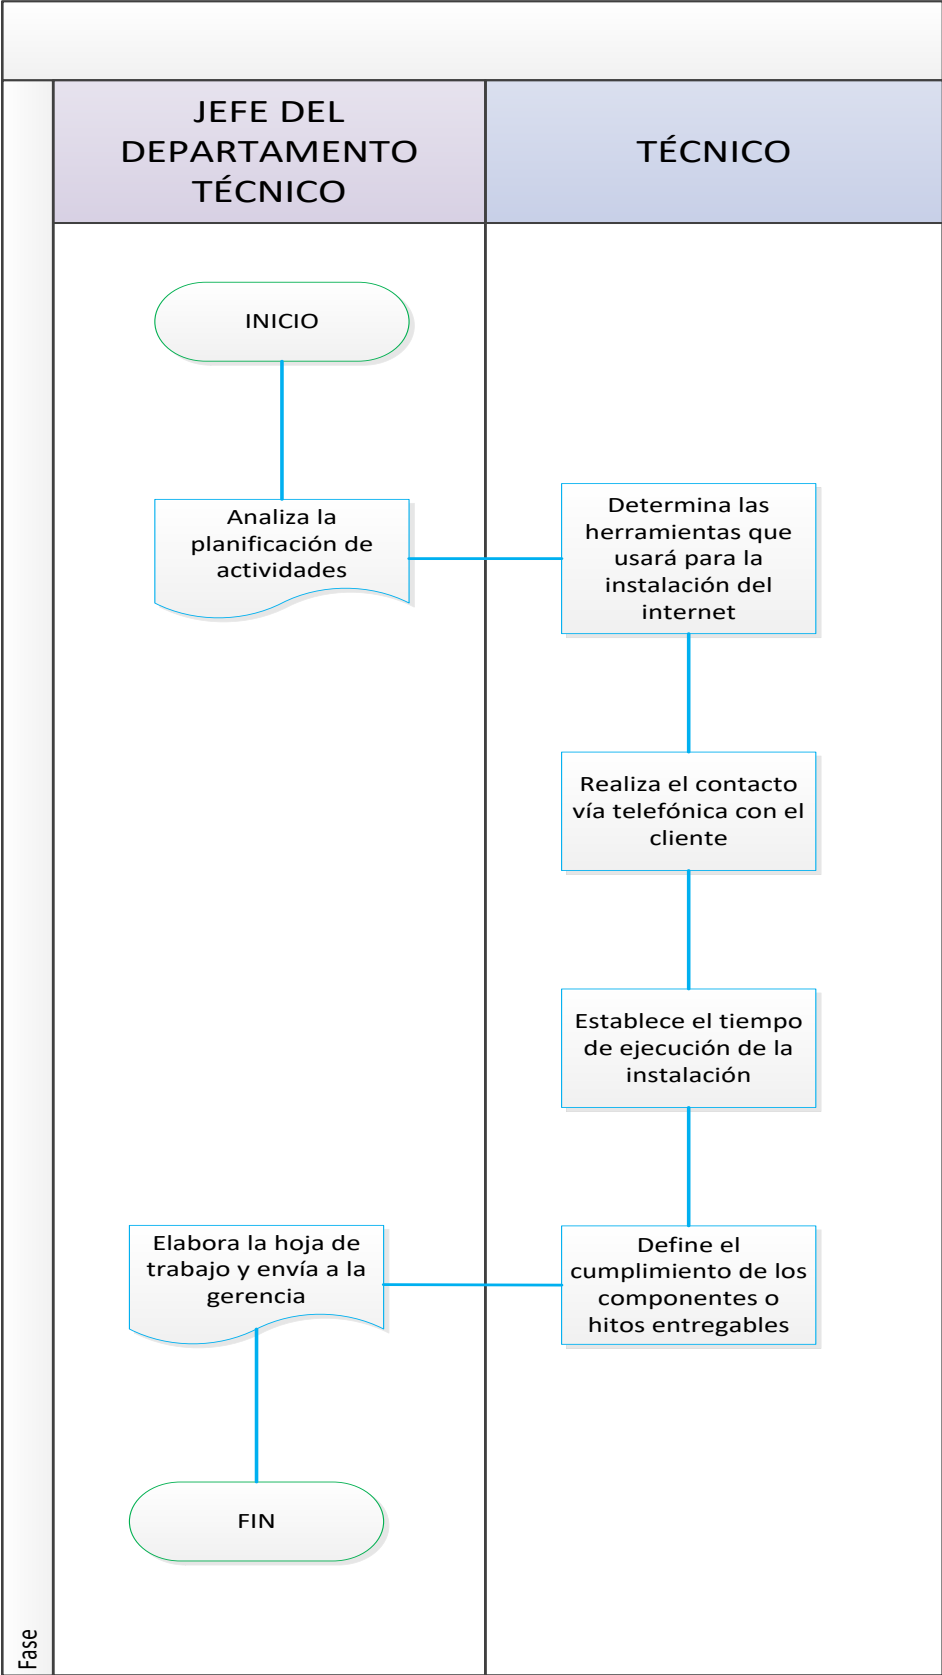 JEFE DEL
DEPARTAMENTO
TÉCNICO
TÉCNICO
INICIO
Analiza la
planificación de
actividades
Determina las
herramientas que
usará para la
instalación del
internet
Realiza el contacto
vía telefónica con el
cliente
Establece el tiempo
de ejecución de la
instalación
Define el
cumplimiento de los
componentes o
hitos entregables
Elabora la hoja de
trabajo y envía a la
gerencia
FIN
Fase